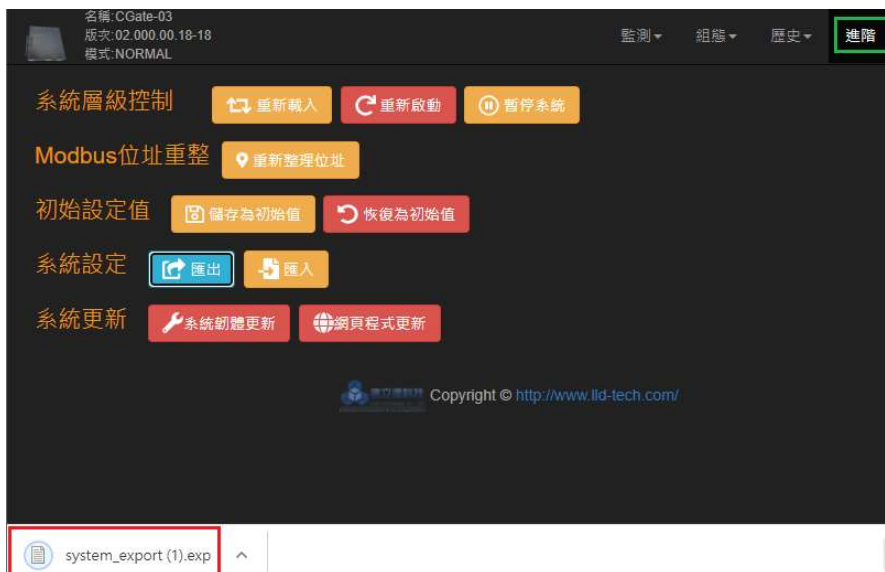 名稱:CGate-03
版次:02.000.00.18-18
模式:NORMAL
監測 組態 歷史 進階
系統層級控制 重新載入 重新啟動 暫停系統
Modbus位址重整 重新整理位址
初始設定值 儲存為初始值 恢復為初始值
系統設定 匯出 匯入
系統更新 系統韌體更新 網頁程式更新
Copyright © http://www.lld-tech.com/
system_export (1).exp